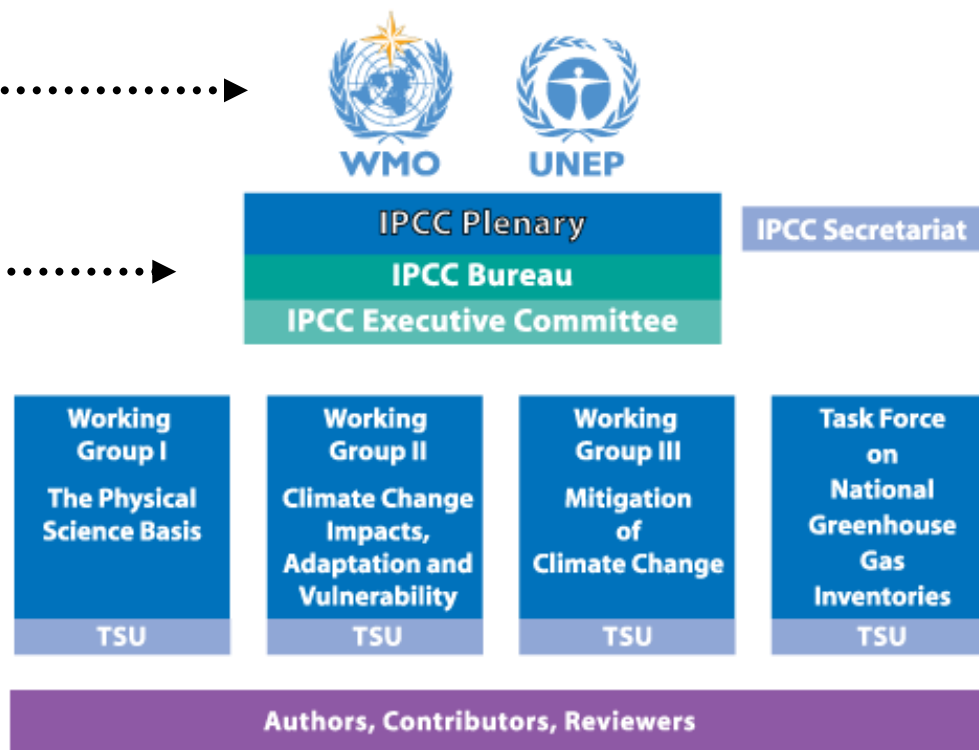 WMO
UNEP
IPCC Plenary
IPCC Secretariat
IPCC Bureau
IPCC Executive Committee
Working
Group I
The Physical
Science Basis
TSU
Working
Group II
Climate Change
Impacts,
Adaptation and
Vulnerability
TSU
Working
Group III
Mitigation
of
Climate Change
TSU
Task Force
on
National
Greenhouse
Gas
Inventories
TSU
Authors, Contributors, Reviewers